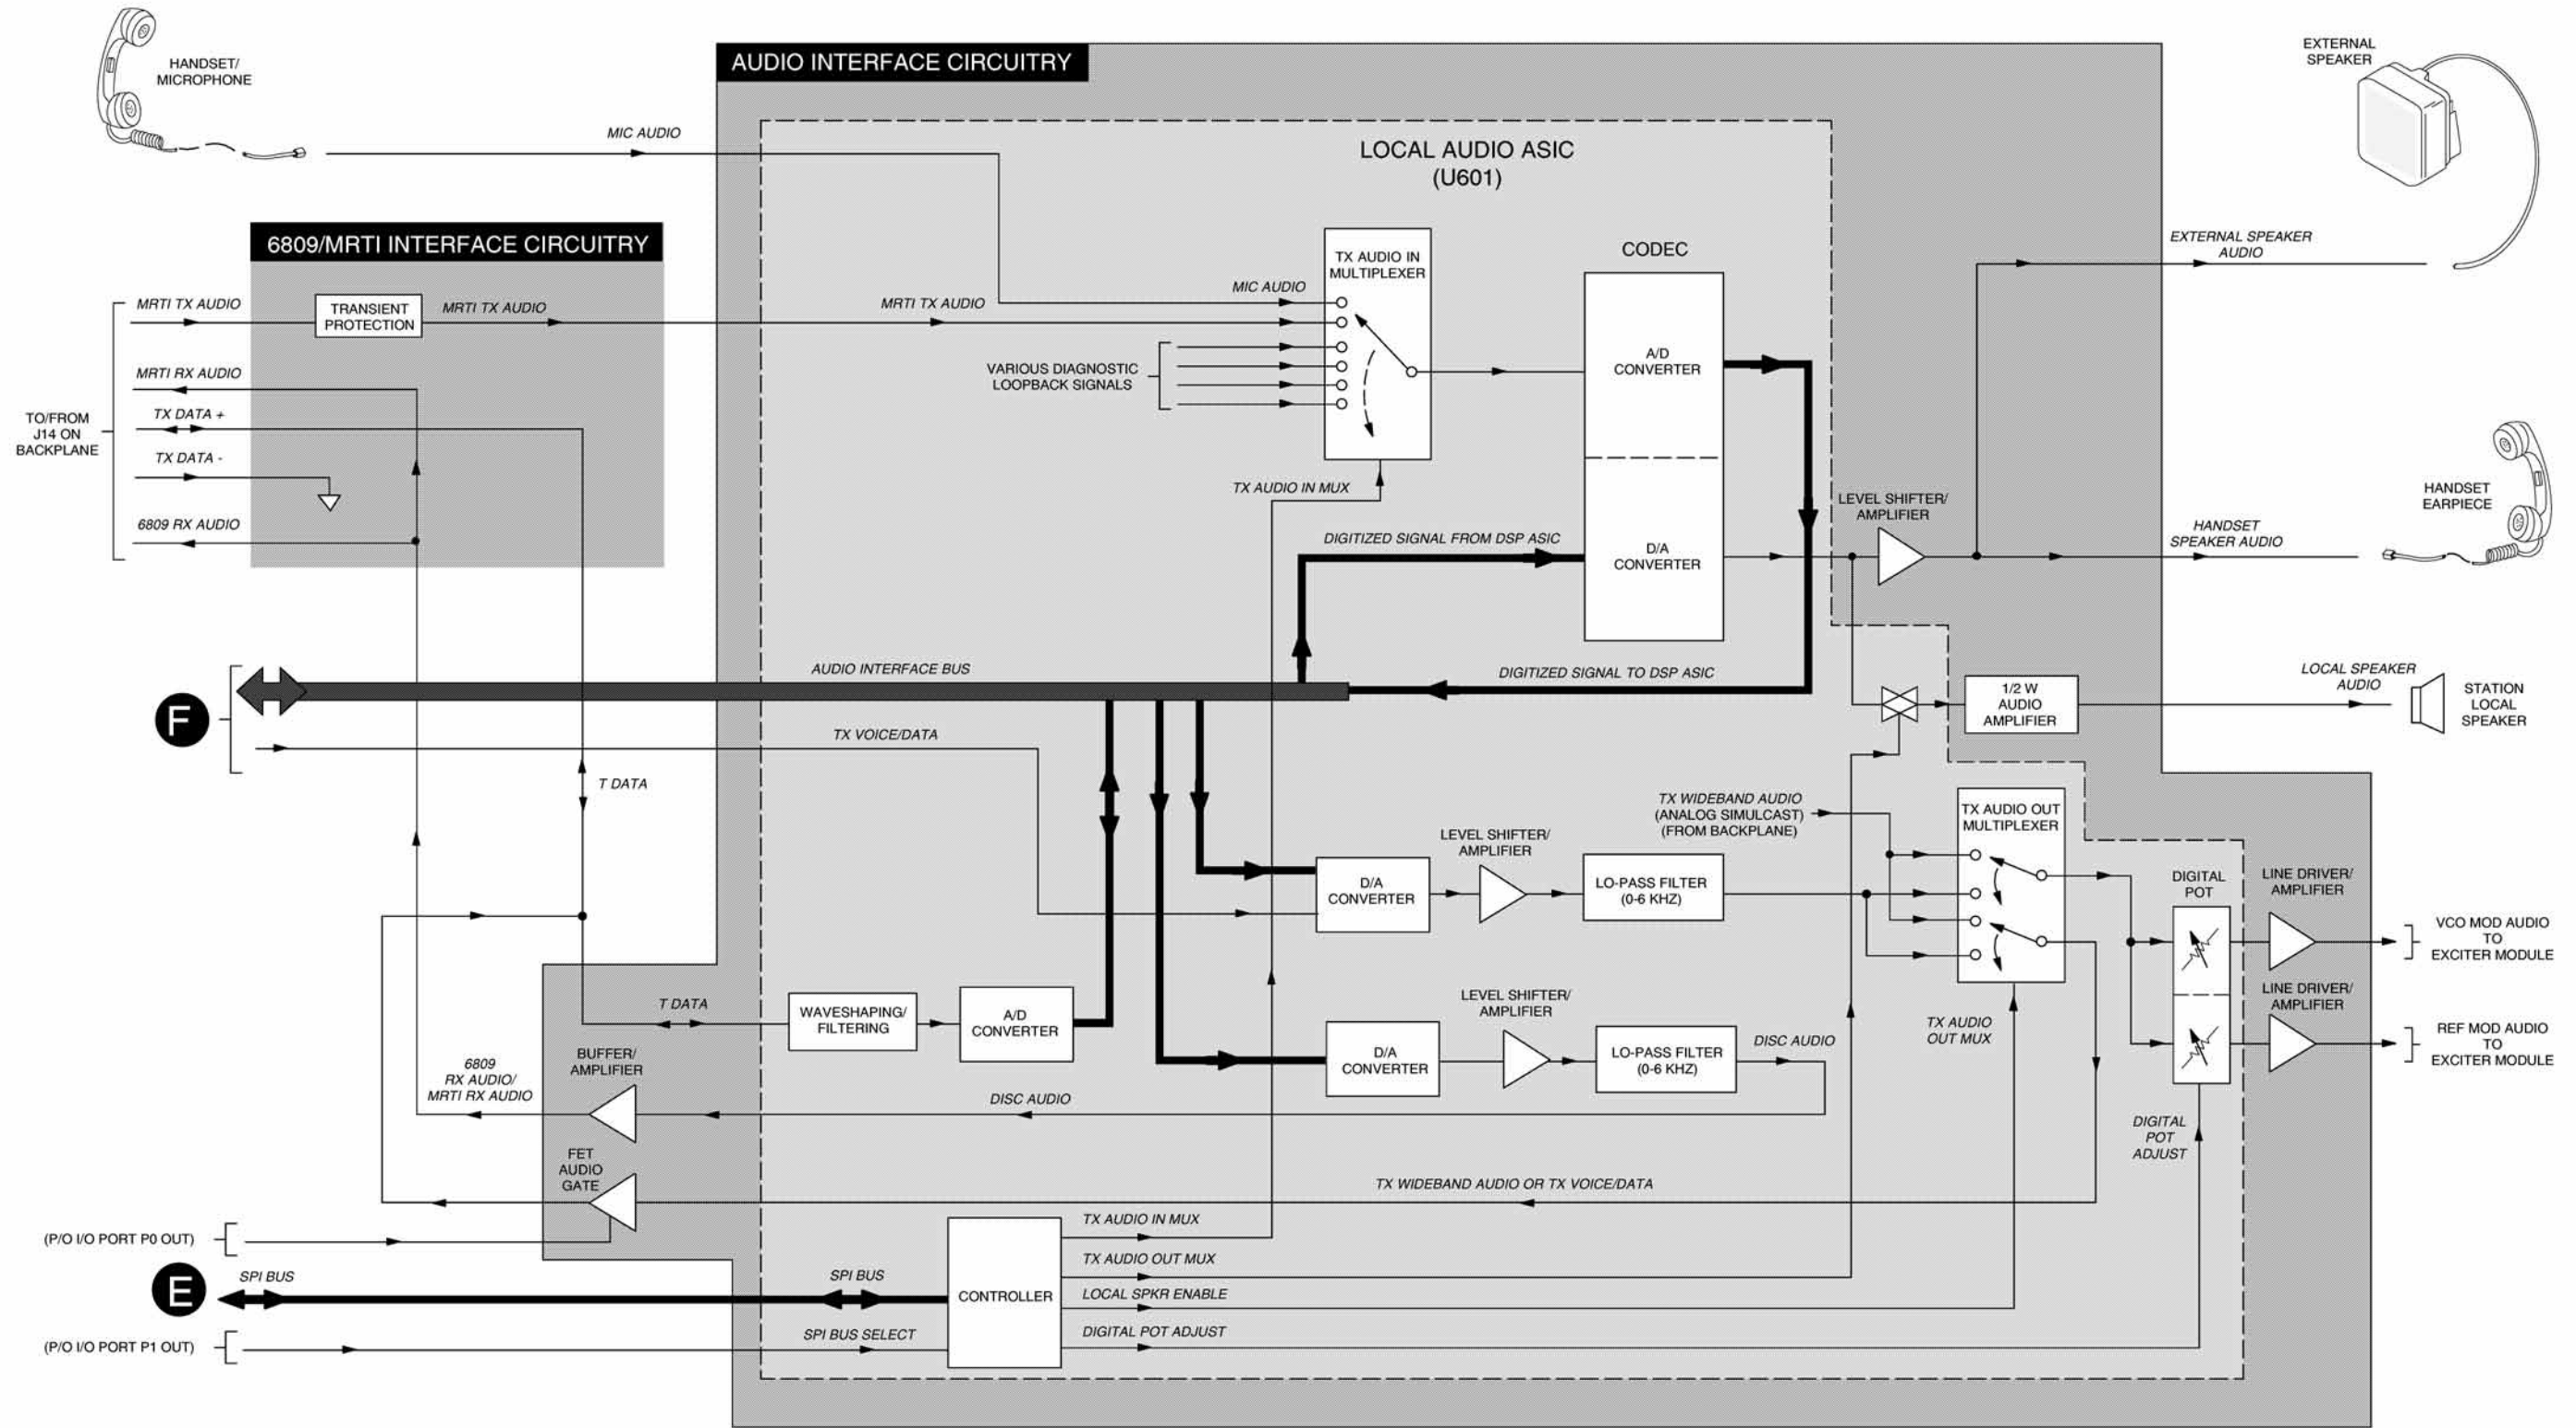 HANDSET/
MICROPHONE
MIC AUDIO
AUDIO INTERFACE CIRCUITRY
LOCAL AUDIO ASIC
(U601)
EXTERNAL
SPEAKER
EXTERNAL SPEAKER
AUDIO
6809/MRTI INTERFACE CIRCUITRY
MRTI TX AUDIO
TRANSIENT
PROTECTION
MRTI TX AUDIO
MRTI TX AUDIO
MIC AUDIO
TX AUDIO IN
MULTIPLEXER
CODEC
A/D
CONVERTER
D/A
CONVERTER
VARIOUS DIAGNOSTIC
LOOPBACK SIGNALS
MRTI RX AUDIO
TX DATA +
TO/FROM
J14 ON
BACKPLANE
TX DATA -
6809 RX AUDIO
TX AUDIO IN MUX
DIGITIZED SIGNAL FROM DSP ASIC
LEVEL SHIFTER/
AMPLIFIER
HANDSET
EARPIECE
HANDSET
SPEAKER AUDIO
AUDIO INTERFACE BUS
DIGITIZED SIGNAL TO DSP ASIC
1/2 W
AUDIO
AMPLIFIER
LOCAL SPEAKER
AUDIO
STATION
LOCAL
SPEAKER
F
TX VOICE/DATA
T DATA
TX WIDEBAND AUDIO
(ANALOG SIMULCAST)
(FROM BACKPLANE)
TX AUDIO OUT
MULTIPLEXER
D/A
CONVERTER
LEVEL SHIFTER/
AMPLIFIER
LO-PASS FILTER
(0-6 KHZ)
DIGITAL
POT
LINE DRIVER/
AMPLIFIER
VCO MOD AUDIO
TO
EXCITER MODULE
LINE DRIVER/
AMPLIFIER
REF MOD AUDIO
TO
EXCITER MODULE
T DATA
WAVESHAPING/
FILTERING
A/D
CONVERTER
D/A
CONVERTER
LEVEL SHIFTER/
AMPLIFIER
LO-PASS FILTER
(0-6 KHZ)
DISC AUDIO
TX AUDIO
OUT MUX
6809
RX AUDIO/
MRTI RX AUDIO
BUFFER/
AMPLIFIER
DISC AUDIO
DIGITAL
POT
ADJUST
FET
AUDIO
GATE
TX WIDEBAND AUDIO OR TX VOICE/DATA
(P/O I/O PORT P0 OUT)
E
SPI BUS
SPI BUS
(P/O I/O PORT P1 OUT)
SPI BUS SELECT
CONTROLLER
TX AUDIO IN MUX
TX AUDIO OUT MUX
LOCAL SPKR ENABLE
DIGITAL POT ADJUST